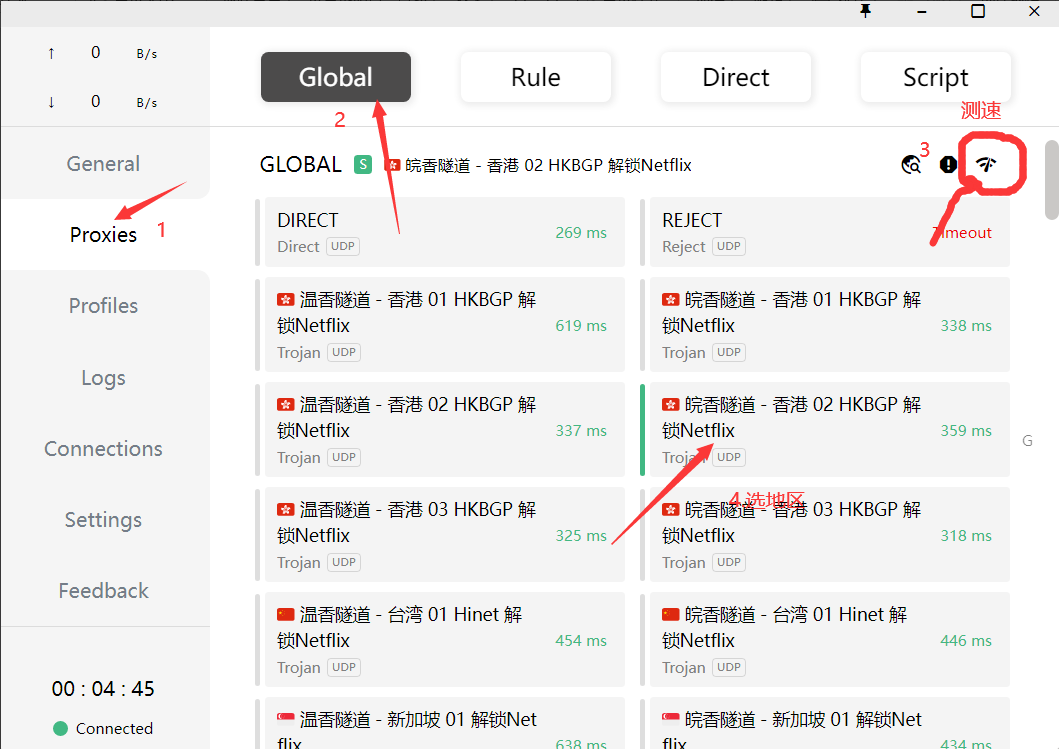 ↑ 0 B/s
↓ 0 B/s
General
Proxies
1
Profiles
Logs
Connections
Settings
Feedback
00 : 04 : 45
Connected
Global
Rule
Direct
Script
2
测速
GLOBAL S 皖香隧道 - 香港 02 HKBGP 解锁Netflix
3
DIRECT
Direct UDP
269 ms
REJECT
Reject UDP
Timeout
温香隧道 - 香港 01 HKBGP 解
锁Netflix
Trojan UDP
619 ms
皖香隧道 - 香港 01 HKBGP 解
锁Netflix
Trojan UDP
338 ms
温香隧道 - 香港 02 HKBGP 解
锁Netflix
Trojan UDP
337 ms
皖香隧道 - 香港 02 HKBGP 解
锁Netflix
Trojan UDP
359 ms
G
4.选地区
温香隧道 - 香港 03 HKBGP 解
锁Netflix
Trojan UDP
325 ms
皖香隧道 - 香港 03 HKBGP 解
锁Netflix
Trojan UDP
318 ms
温香隧道 - 台湾 01 Hinet 解
锁Netflix
Trojan UDP
454 ms
皖香隧道 - 台湾 01 Hinet 解
锁Netflix
Trojan UDP
446 ms
温香隧道 - 新加坡 01 解锁Net
flix
638 ms
皖香隧道 - 新加坡 01 解锁Net
flix
434 ms